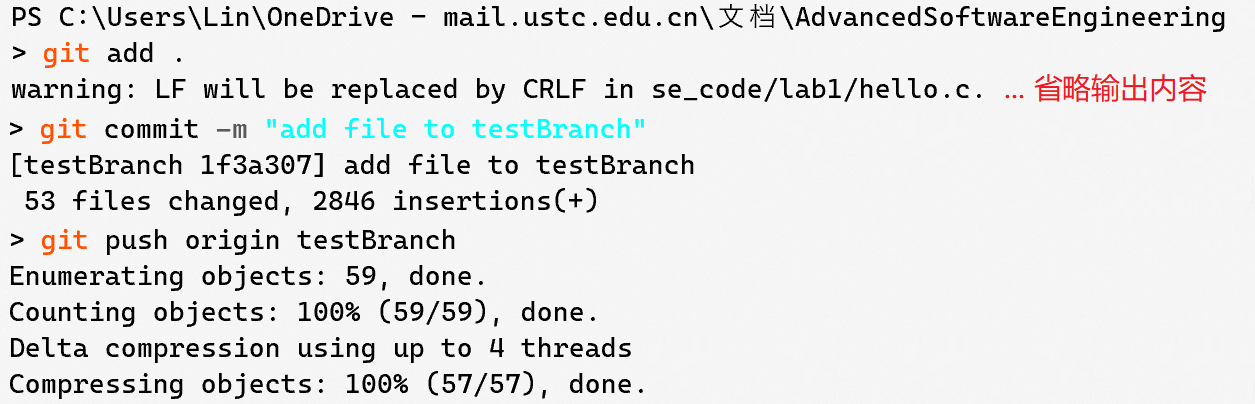 PS C:\Users\Lin\OneDrive - mail.ustc.edu.cn\文档\AdvancedSoftwareEngineering
> git add .
warning: LF will be replaced by CRLF in se_code/lab1/hello.c. ... 省略输出内容
> git commit -m "add file to testBranch"
[testBranch 1f3a307] add file to testBranch
 53 files changed, 2846 insertions(+)
> git push origin testBranch
Enumerating objects: 59, done.
Counting objects: 100% (59/59), done.
Delta compression using up to 4 threads
Compressing objects: 100% (57/57), done.